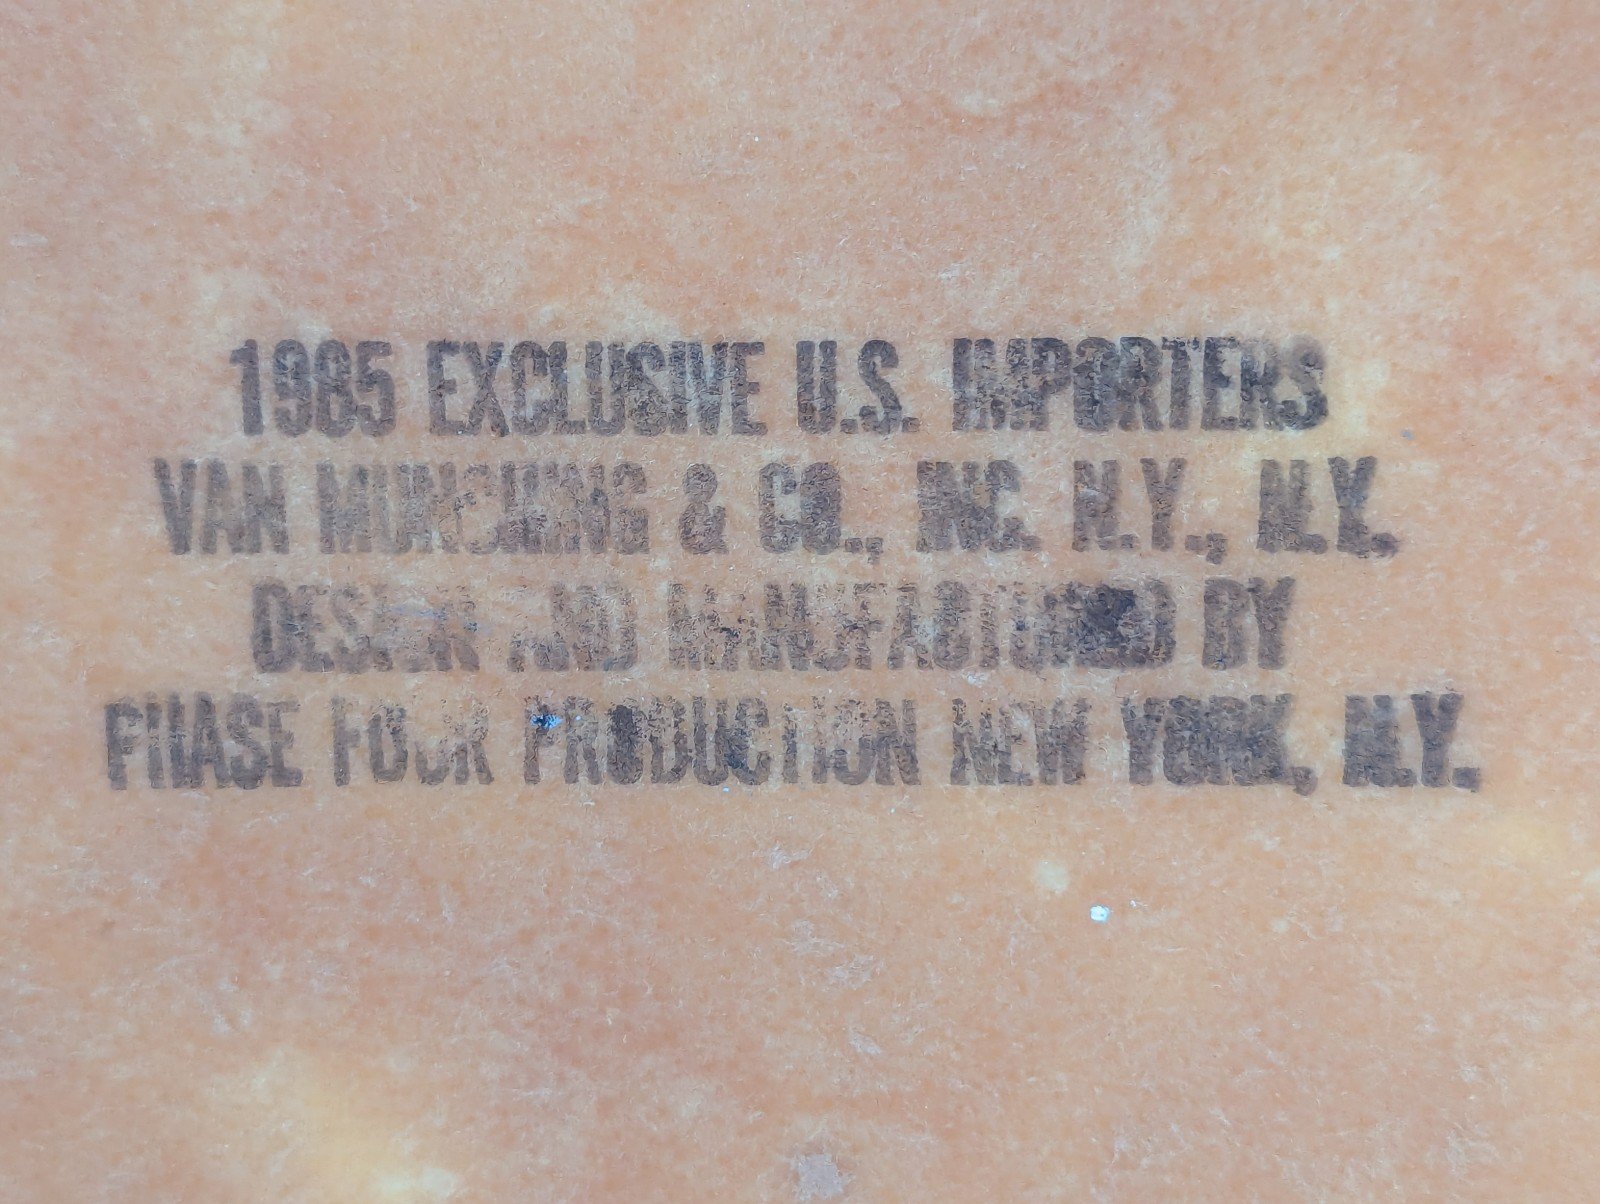 1985 EXCLUSIVE U.S. IMPORTERS
VAN MUNCHING & CO., INC. N.Y., N.Y.
DESIGN AND MANUFACTURED BY
PHASE FOUR PRODUCTION NEW YORK, N.Y.